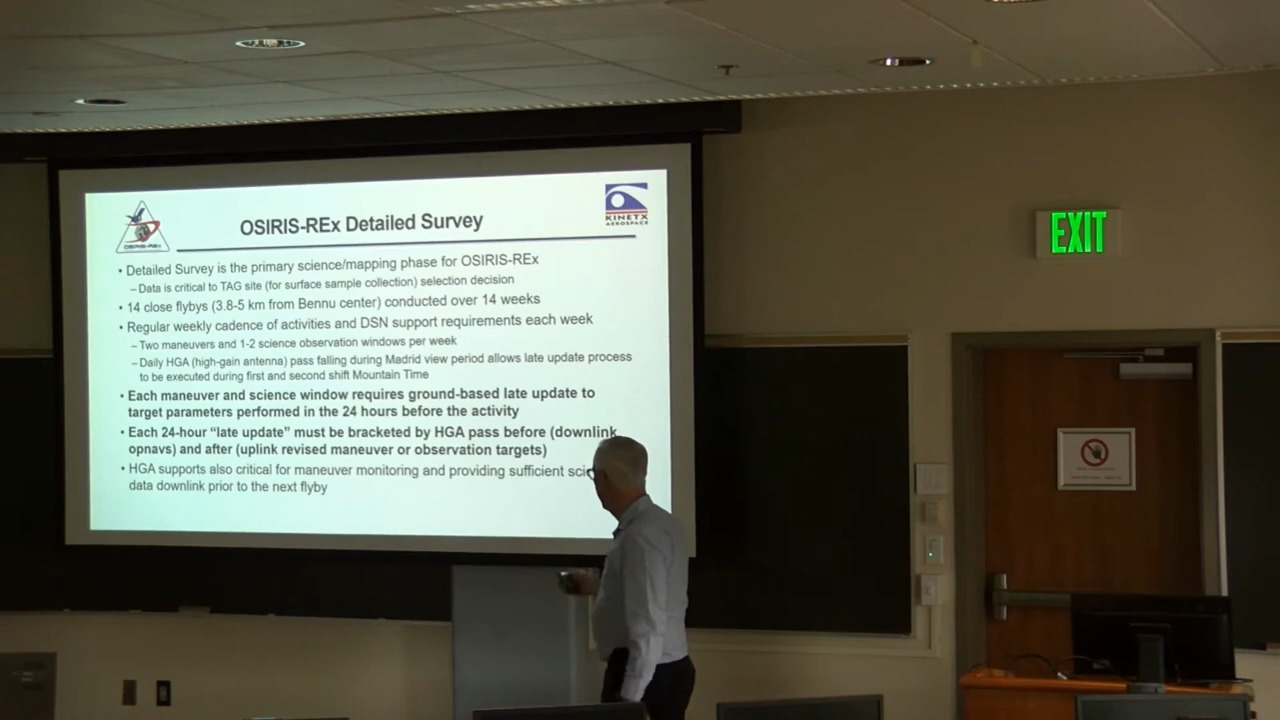 OSIRIS-REx
OSIRIS-REx Detailed Survey
KINETX
AEROSPACE
• Detailed Survey is the primary science/mapping phase for OSIRIS-REx
– Data is critical to TAG site (for surface sample collection) selection decision
• 14 close flybys (3.8-5 km from Bennu center) conducted over 14 weeks
• Regular weekly cadence of activities and DSN support requirements each week
– Two maneuvers and 1-2 science observation windows per week
– Daily HGA (high-gain antenna) pass falling during Madrid view period allows late update process
to be executed during first and second shift Mountain Time
• Each maneuver and science window requires ground-based late update to
target parameters performed in the 24 hours before the activity
• Each 24-hour “late update” must be bracketed by HGA pass before (downlink
opnavs) and after (uplink revised maneuver or observation targets)
• HGA supports also critical for maneuver monitoring and providing sufficient
data downlink prior to the next flyby
EXIT